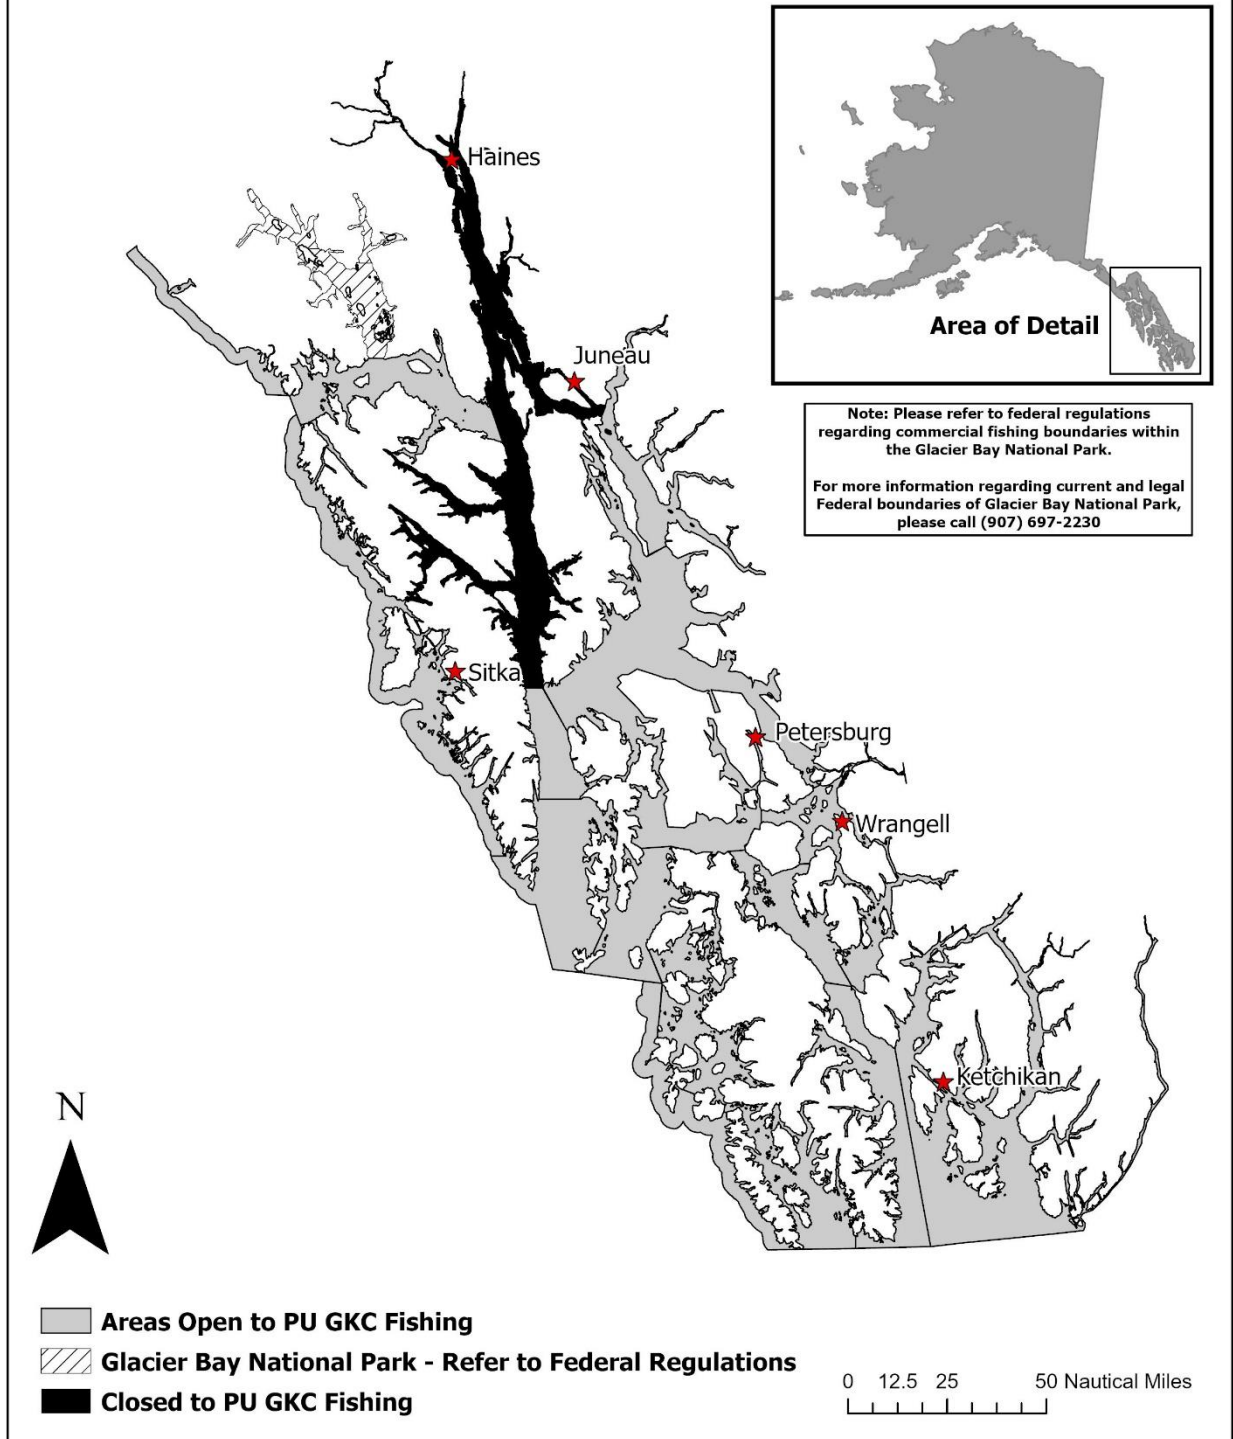 Haines
Juneau
Area of Detail
Note: Please refer to federal regulations
regarding commercial fishing boundaries within
the Glacier Bay National Park.
For more information regarding current and legal
Federal boundaries of Glacier Bay National Park,
please call (907) 697-2230
Sitka
Petersburg
Wrangell
Ketchikan
N
Areas Open to PU GKC Fishing
Glacier Bay National Park - Refer to Federal Regulations
Closed to PU GKC Fishing
0 12.5 25 50 Nautical Miles